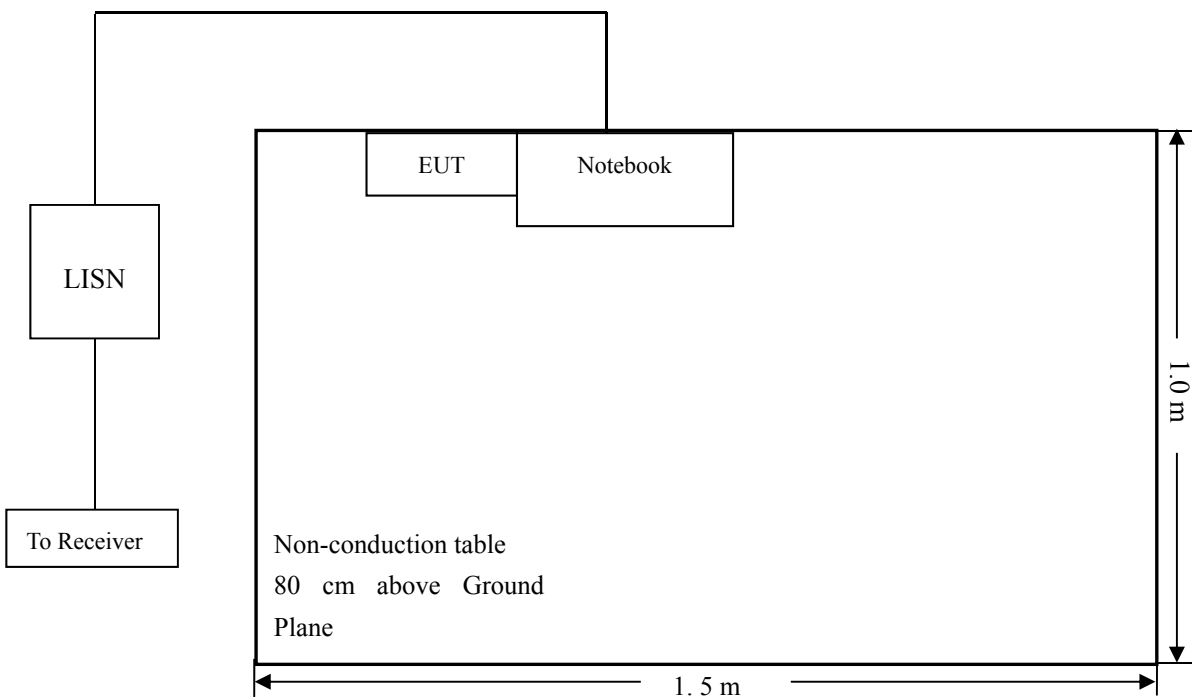 EUT
Notebook
LISN
1.0 m
To Receiver
Non-conduction table
80 cm above Ground
Plane
1. 5 m